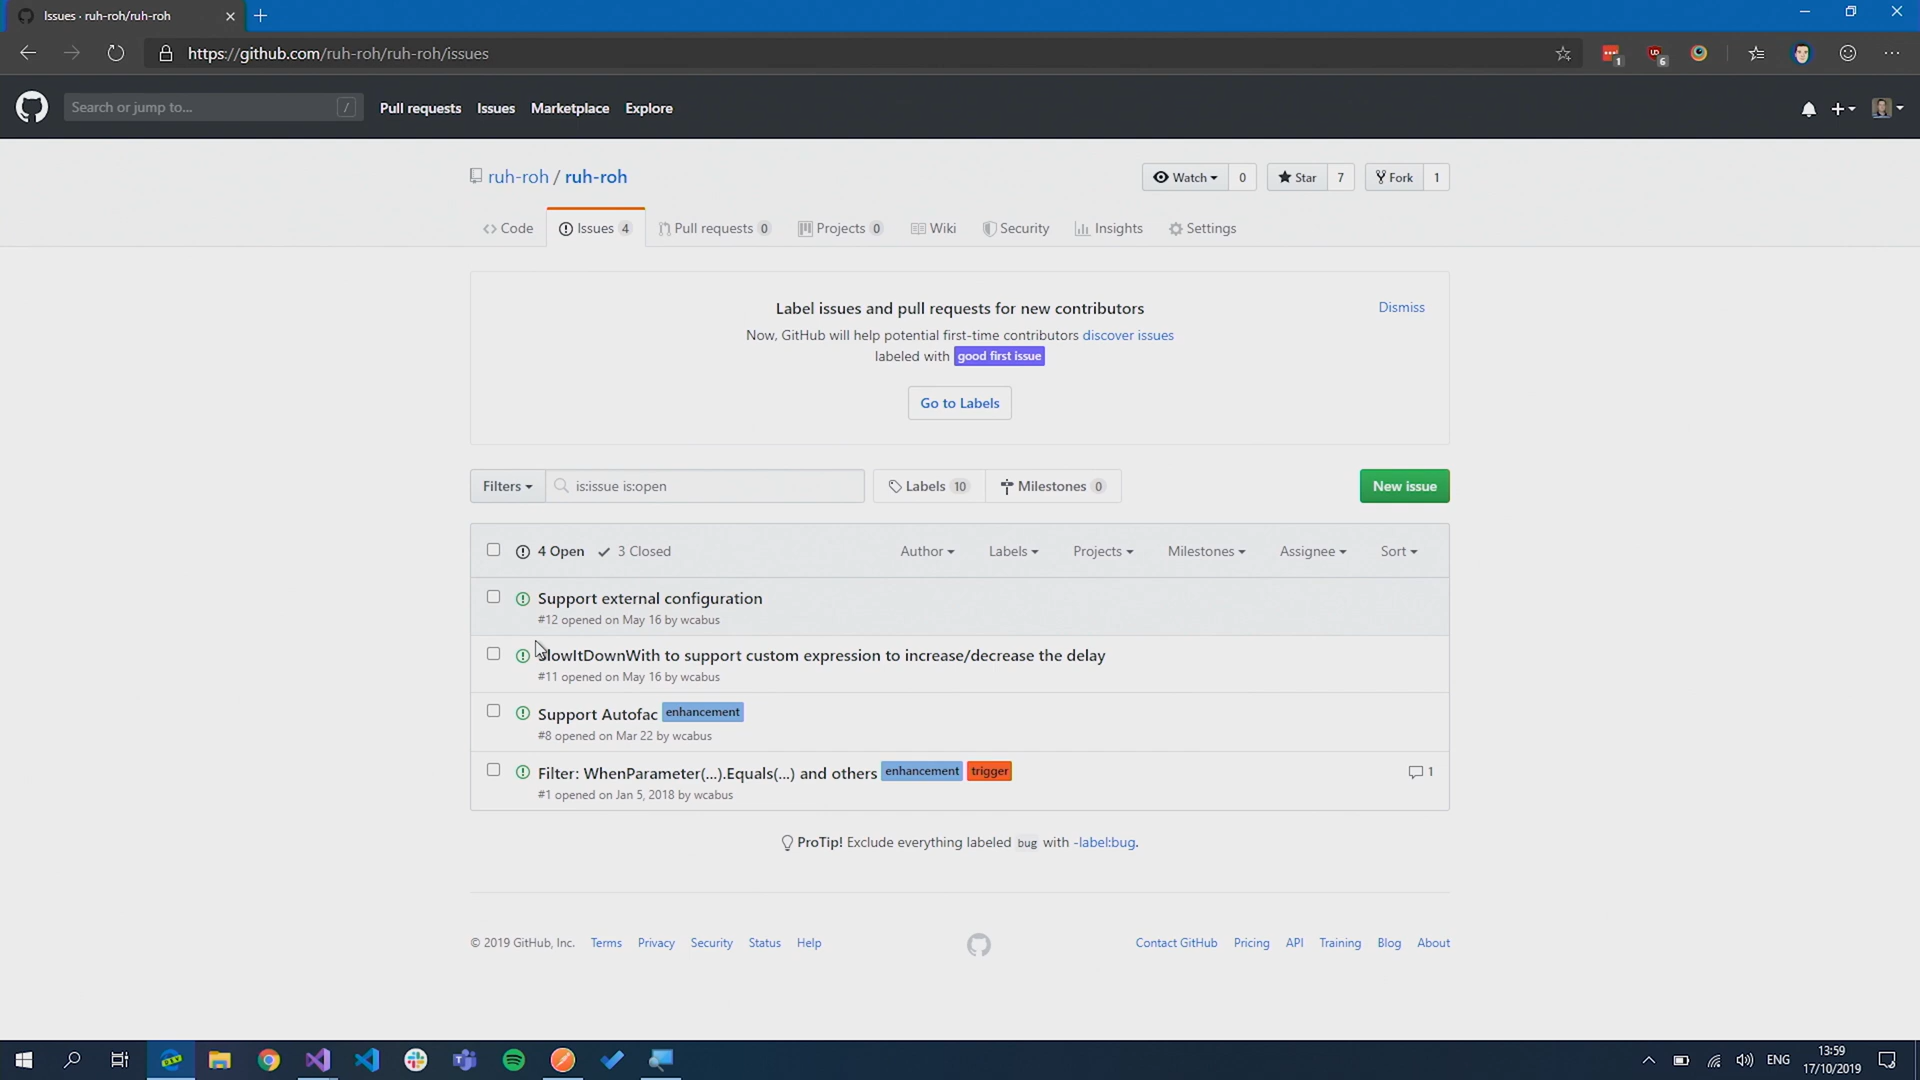 Issues · ruh-roh/ruh-roh
https://github.com/ruh-roh/ruh-roh/issues
1
6
Search or jump to...
/
Pull requests
Issues
Marketplace
Explore
ruh-roh / ruh-roh
Watch
0
Star
7
Fork
1
Code
Issues 4
Pull requests 0
Projects 0
Wiki
Security
Insights
Settings
Label issues and pull requests for new contributors
Dismiss
Now, GitHub will help potential first-time contributors discover issues
labeled with good first issue
Go to Labels
Filters
is:issue is:open
Labels 10
Milestones 0
New issue
4 Open
3 Closed
Author
Labels
Projects
Milestones
Assignee
Sort
Support external configuration
#12 opened on May 16 by wcabus
SlowItDownWith to support custom expression to increase/decrease the delay
#11 opened on May 16 by wcabus
Support Autofac enhancement
#8 opened on Mar 22 by wcabus
Filter: WhenParameter(...).Equals(...) and others enhancement trigger
1
#1 opened on Jan 5, 2018 by wcabus
ProTip! Exclude everything labeled bug with -label:bug.
© 2019 GitHub, Inc.
Terms
Privacy
Security
Status
Help
Contact GitHub
Pricing
API
Training
Blog
About
ENG
13:59
17/10/2019